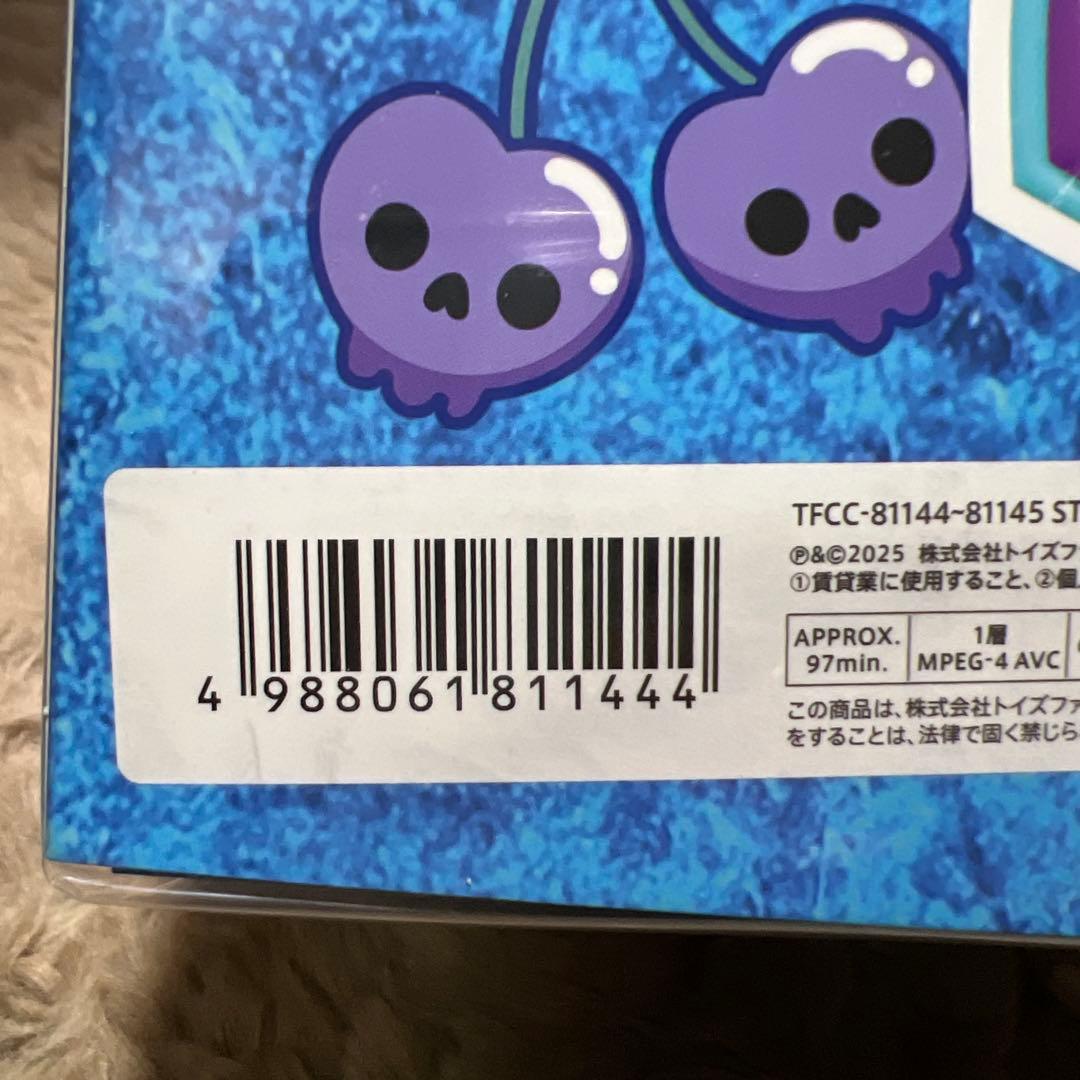 TFCC-81144~81145 ST
℗&©2025 株式会社トイズフ
①賃貸業に使用すること、②個
APPROX. 97min.
1層 MPEG-4 AVC
この商品は、株式会社トイズファ
をすることは、法律で固く禁じら
4 988061 811444